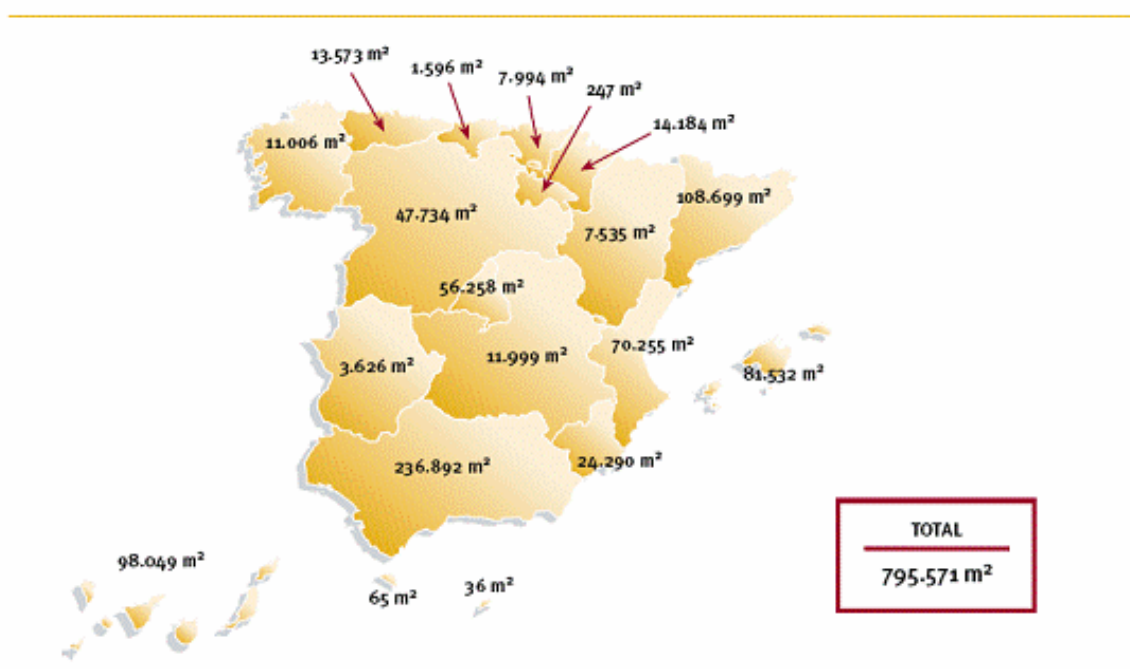 13.573 m²
1.596 m²
7.994 m²
247 m²
14.184 m²
11.006 m²
108.699 m²
47.734 m²
7.535 m²
56.258 m²
70.255 m²
11.999 m²
3.626 m²
81.532 m²
236.892 m²
24.290 m²
TOTAL
795.571 m²
98.049 m²
65 m²
36 m²